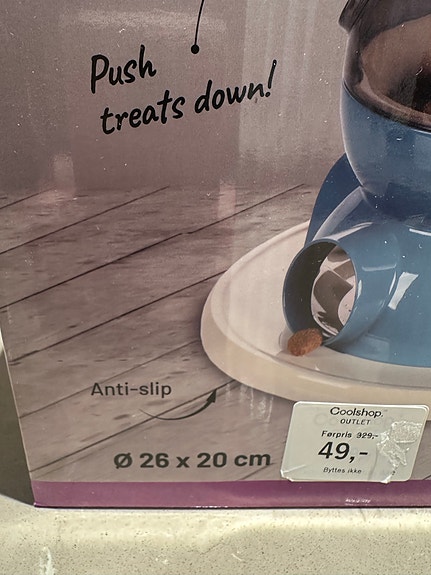 Push
treats down!
Anti-slip
Ø 26 x 20 cm
Coolshop.
OUTLET
Førpris 329,-
49,-
Byttes ikke